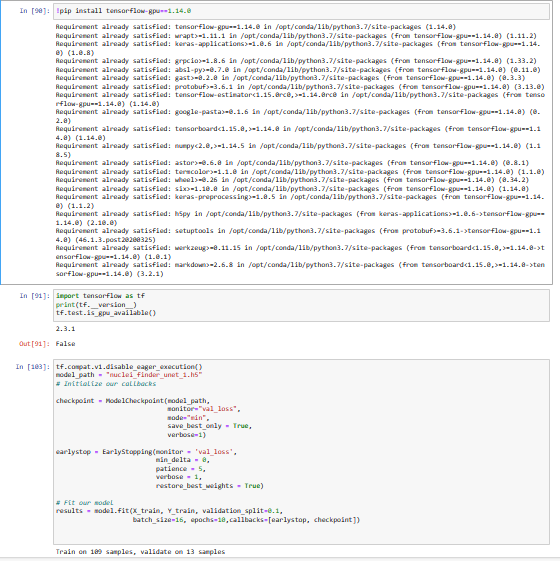 In [90]: !pip install tensorflow-gpu==1.14.0
Requirement already satisfied: tensorflow-gpu==1.14.0 in /opt/conda/lib/python3.7/site-packages (1.14.0)
Requirement already satisfied: wrapt>=1.11.1 in /opt/conda/lib/python3.7/site-packages (from tensorflow-gpu==1.14.0) (1.11.2)
Requirement already satisfied: keras-applications>=1.0.6 in /opt/conda/lib/python3.7/site-packages (from tensorflow-gpu==1.14.
0) (1.0.8)
Requirement already satisfied: grpcio>=1.8.6 in /opt/conda/lib/python3.7/site-packages (from tensorflow-gpu==1.14.0) (1.33.2)
Requirement already satisfied: absl-py>=0.7.0 in /opt/conda/lib/python3.7/site-packages (from tensorflow-gpu==1.14.0) (0.11.0)
Requirement already satisfied: gast>=0.2.0 in /opt/conda/lib/python3.7/site-packages (from tensorflow-gpu==1.14.0) (0.3.3)
Requirement already satisfied: protobuf>=3.6.1 in /opt/conda/lib/python3.7/site-packages (from tensorflow-gpu==1.14.0) (3.13.0)
Requirement already satisfied: tensorflow-estimator<1.15.0rc0,>=1.14.0rc0 in /opt/conda/lib/python3.7/site-packages (from tenso
rflow-gpu==1.14.0) (1.14.0)
Requirement already satisfied: google-pasta>=0.1.6 in /opt/conda/lib/python3.7/site-packages (from tensorflow-gpu==1.14.0) (0.
2.0)
Requirement already satisfied: tensorboard<1.15.0,>=1.14.0 in /opt/conda/lib/python3.7/site-packages (from tensorflow-gpu==1.1
4.0) (1.14.0)
Requirement already satisfied: numpy<2.0,>=1.14.5 in /opt/conda/lib/python3.7/site-packages (from tensorflow-gpu==1.14.0) (1.1
8.5)
Requirement already satisfied: astor>=0.6.0 in /opt/conda/lib/python3.7/site-packages (from tensorflow-gpu==1.14.0) (0.8.1)
Requirement already satisfied: termcolor>=1.1.0 in /opt/conda/lib/python3.7/site-packages (from tensorflow-gpu==1.14.0) (1.1.0)
Requirement already satisfied: wheel>=0.26 in /opt/conda/lib/python3.7/site-packages (from tensorflow-gpu==1.14.0) (0.34.2)
Requirement already satisfied: six>=1.10.0 in /opt/conda/lib/python3.7/site-packages (from tensorflow-gpu==1.14.0) (1.14.0)
Requirement already satisfied: keras-preprocessing>=1.0.5 in /opt/conda/lib/python3.7/site-packages (from tensorflow-gpu==1.14.
0) (1.1.2)
Requirement already satisfied: h5py in /opt/conda/lib/python3.7/site-packages (from keras-applications>=1.0.6->tensorflow-gpu==
1.14.0) (2.10.0)
Requirement already satisfied: setuptools in /opt/conda/lib/python3.7/site-packages (from protobuf>=3.6.1->tensorflow-gpu==1.1
4.0) (46.1.3.post20200325)
Requirement already satisfied: werkzeug>=0.11.15 in /opt/conda/lib/python3.7/site-packages (from tensorboard<1.15.0,>=1.14.0->t
ensorflow-gpu==1.14.0) (1.0.1)
Requirement already satisfied: markdown>=2.6.8 in /opt/conda/lib/python3.7/site-packages (from tensorboard<1.15.0,>=1.14.0->ten
sorflow-gpu==1.14.0) (3.2.1)
In [91]: import tensorflow as tf
print(tf.__version__)
tf.test.is_gpu_available()
2.3.1
Out[91]: False
In [103]: tf.compat.v1.disable_eager_execution()
model_path = "nuclei_finder_unet_1.h5"
# Initialize our callbacks
checkpoint = ModelCheckpoint(model_path,
monitor="val_loss",
mode="min",
save_best_only = True,
verbose=1)
earlystop = EarlyStopping(monitor = 'val_loss',
min_delta = 0,
patience = 5,
verbose = 1,
restore_best_weights = True)
# Fit our model
results = model.fit(X_train, Y_train, validation_split=0.1,
batch_size=16, epochs=10,callbacks=[earlystop, checkpoint])
Train on 109 samples, validate on 13 samples